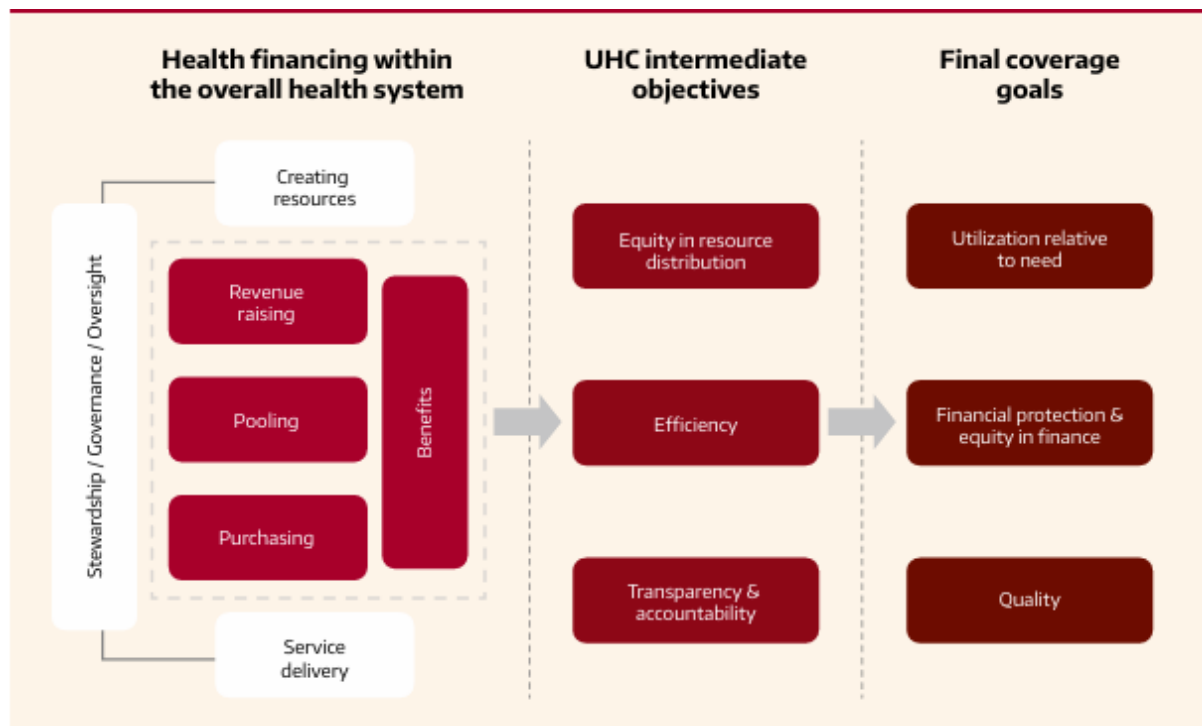 Health financing within
the overall health system
UHC intermediate
objectives
Final coverage
goals
Stewardship / Governance / Oversight
Creating
resources
Revenue
raising
Pooling
Purchasing
Benefits
Service
delivery
Equity in resource
distribution
Efficiency
Transparency &
accountability
Utilization relative
to need
Financial protection &
equity in finance
Quality